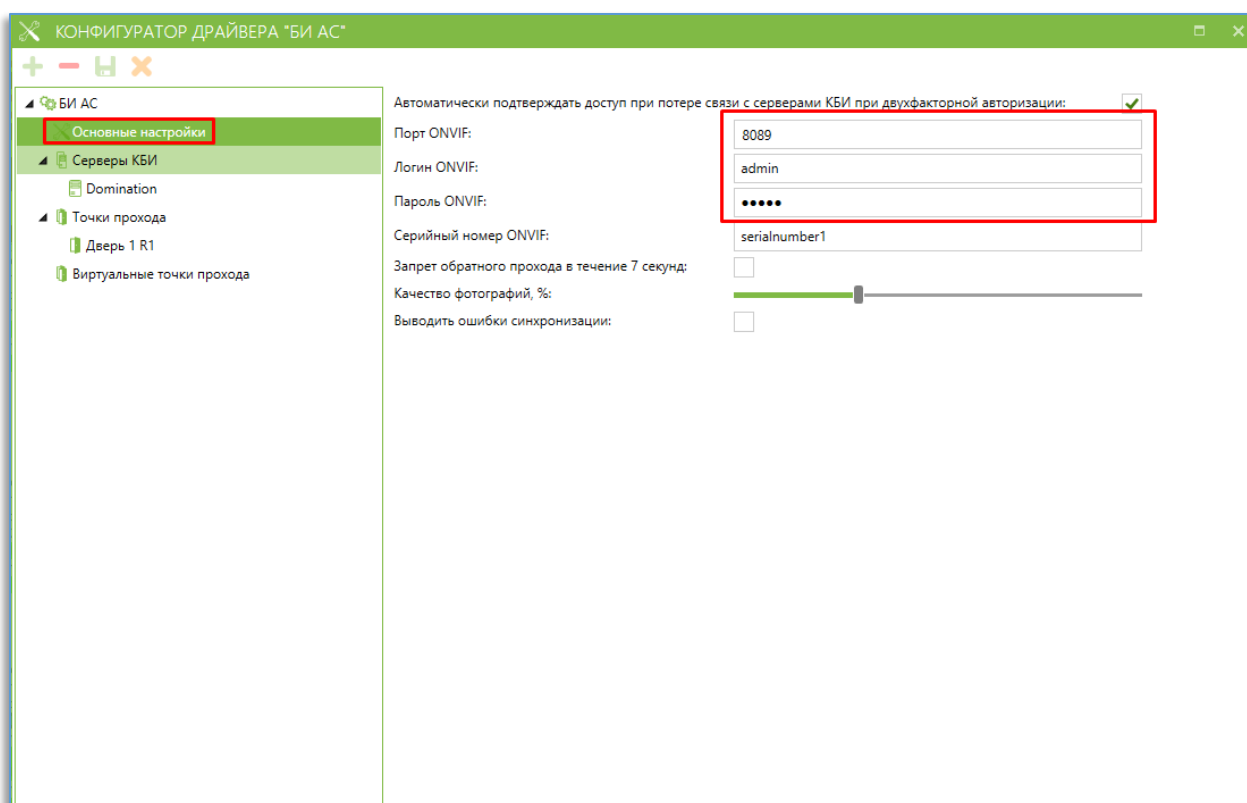 КОНФИГУРАТОР ДРАЙВЕРА "БИ АС"
БИ АС
Основные настройки
Серверы КБИ
Domination
Точки прохода
Дверь 1 R1
Виртуальные точки прохода
Автоматически подтверждать доступ при потере связи с серверами КБИ при двухфакторной авторизации:
Порт ONVIF: 8089
Логин ONVIF: admin
Пароль ONVIF: •••••
Серийный номер ONVIF: serialnumber1
Запрет обратного прохода в течение 7 секунд:
Качество фотографий, %:
Выводить ошибки синхронизации: